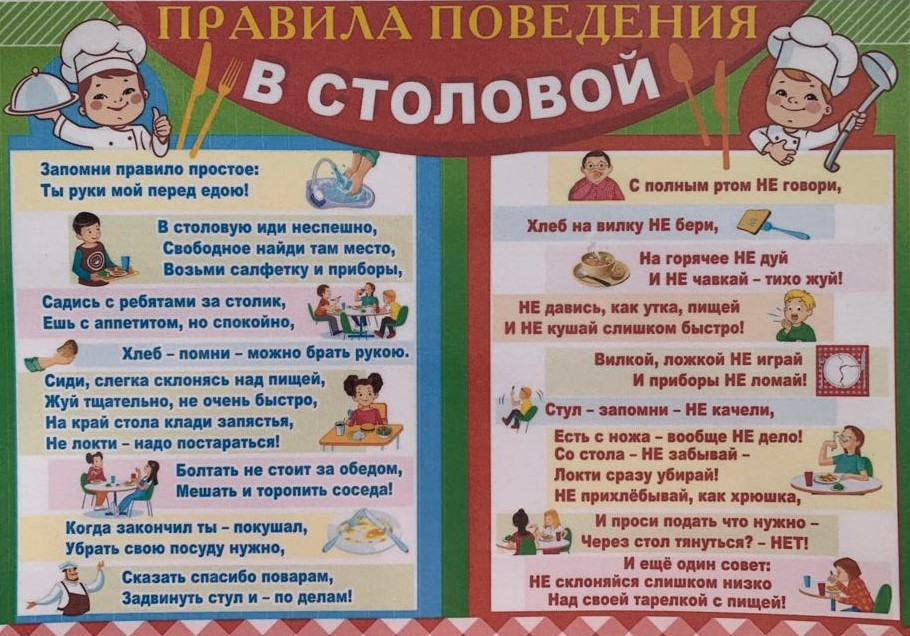 ПРАВИЛА ПОВЕДЕНИЯ
В СТОЛОВОЙ
Запомни правило простое:
Ты руки мой перед едою!
В столовую иди неспешно,
Свободное найди там место,
Возьми салфетку и приборы,
Садись с ребятами за столик,
Ешь с аппетитом, но спокойно,
Хлеб – помни – можно брать рукою.
Сиди, слегка склонясь над пищей,
Жуй тщательно, не очень быстро,
На край стола клади запястья,
Не локти – надо постараться!
Болтать не стоит за обедом,
Мешать и торопить соседа!
Когда закончил ты – покушал,
Убрать свою посуду нужно,
Сказать спасибо поварам,
Задвинуть стул и – по делам!
С полным ртом НЕ говори,
Хлеб на вилку НЕ бери,
На горячее НЕ дуй
И НЕ чавкай – тихо жуй!
НЕ давись, как утка, пищей
И НЕ кушай слишком быстро!
Вилкой, ложкой НЕ играй
И приборы НЕ ломай!
Стул – запомни – НЕ качели,
Есть с ножа – вообще НЕ дело!
Со стола – НЕ забывай –
Локти сразу убирай!
НЕ прихлёбывай, как хрюшка,
И проси подать что нужно –
Через стол тянуться? – НЕТ!
И ещё один совет:
НЕ склоняйся слишком низко
Над своей тарелкой с пищей!